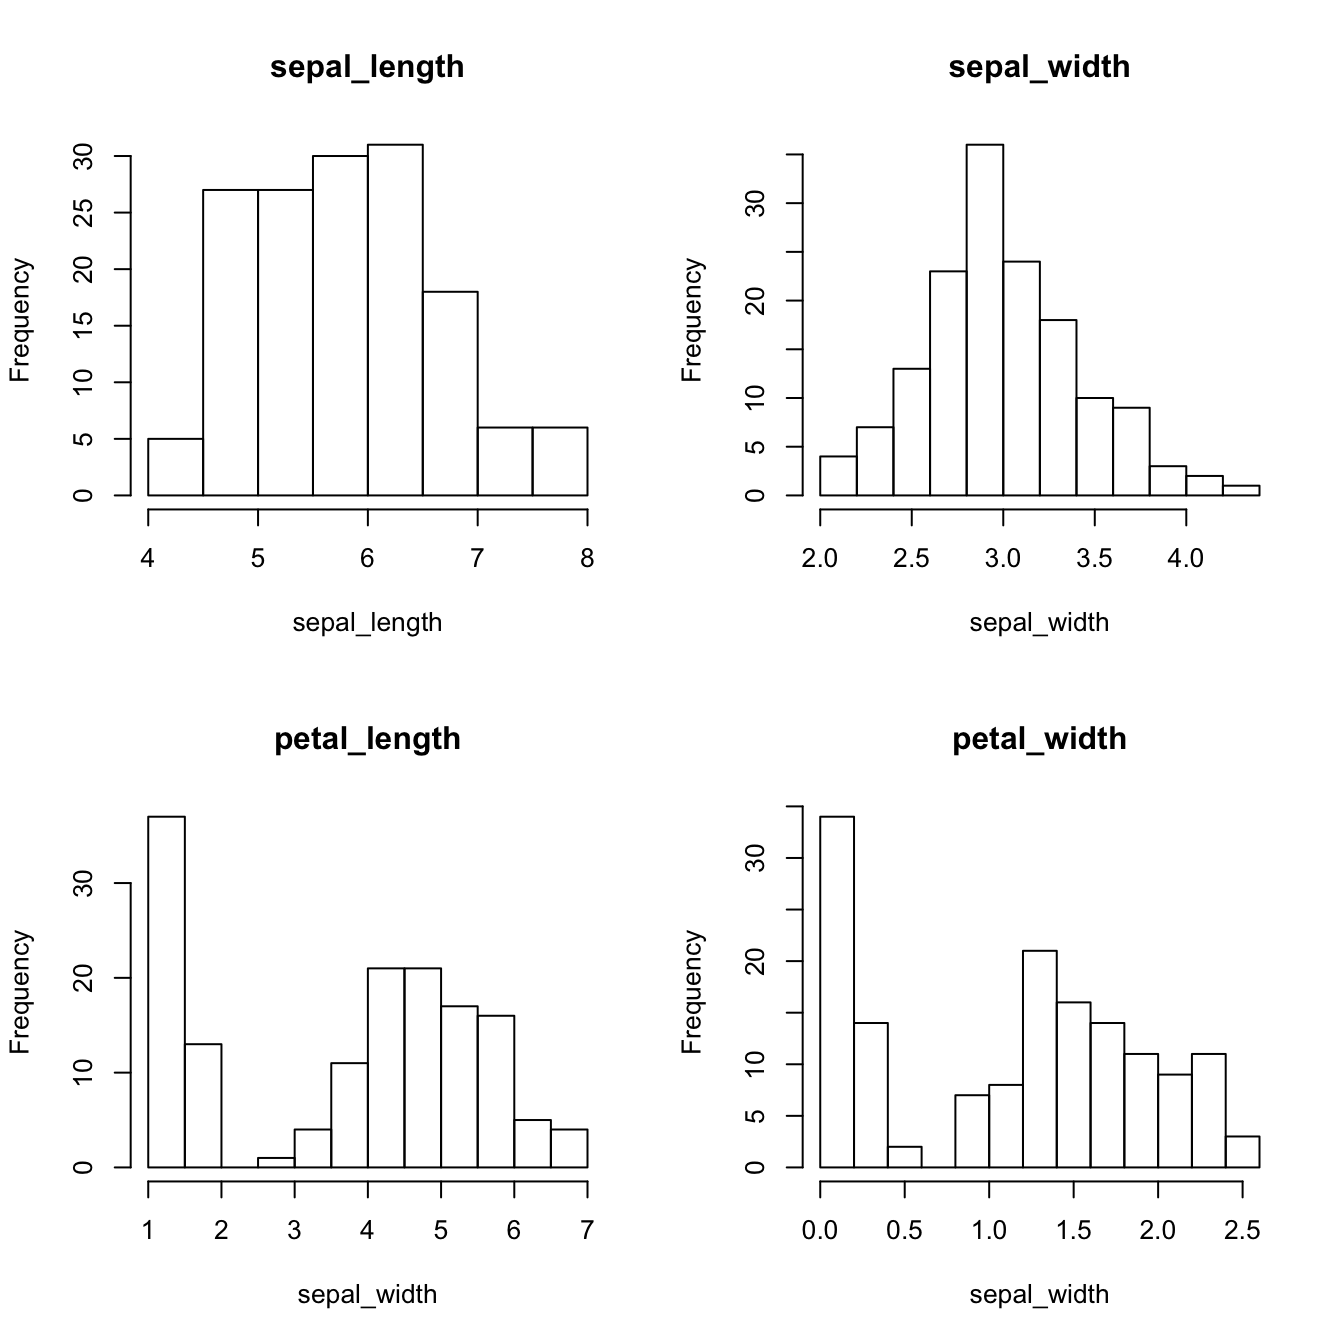 sepal_length
Frequency
0 5 10 15 20 25 30
4 5 6 7 8
sepal_length
sepal_width
Frequency
0 5 10 20 30
2.0 2.5 3.0 3.5 4.0
sepal_width
petal_length
Frequency
0 10 20 30
1 2 3 4 5 6 7
sepal_width
petal_width
Frequency
0 5 10 20 30
0.0 0.5 1.0 1.5 2.0 2.5
sepal_width